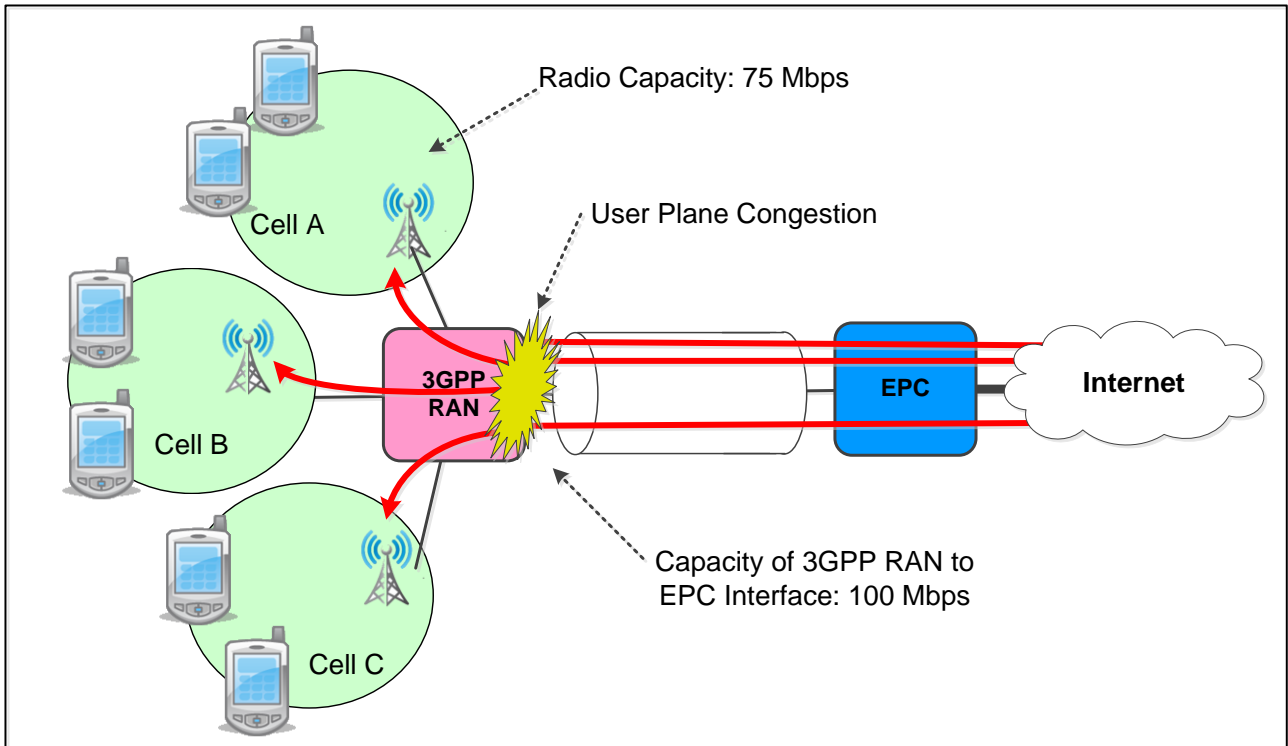 Radio Capacity: 75 Mbps
User Plane Congestion
Cell A
Cell B
3GPP
RAN
EPC
Internet
Capacity of 3GPP RAN to
EPC Interface: 100 Mbps
Cell C